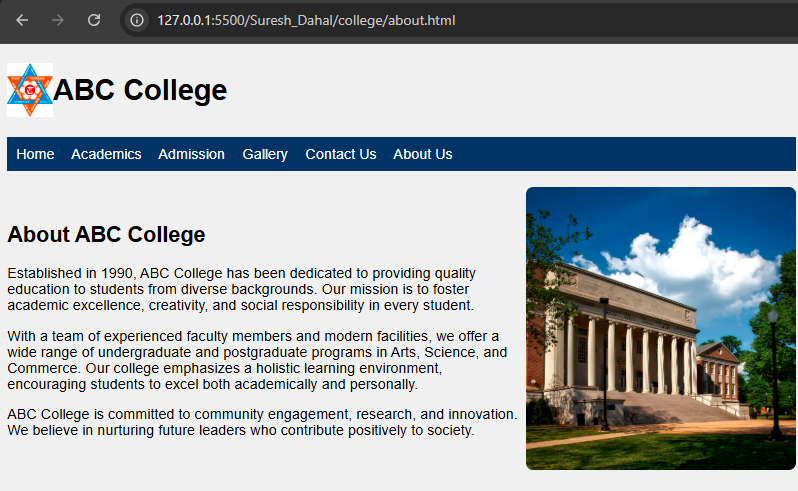 127.0.0.1:5500/Suresh_Dahal/college/about.html
ABC College
Home Academics Admission Gallery Contact Us About Us
About ABC College
Established in 1990, ABC College has been dedicated to providing quality
education to students from diverse backgrounds. Our mission is to foster
academic excellence, creativity, and social responsibility in every student.
With a team of experienced faculty members and modern facilities, we offer a
wide range of undergraduate and postgraduate programs in Arts, Science, and
Commerce. Our college emphasizes a holistic learning environment,
encouraging students to excel both academically and personally.
ABC College is committed to community engagement, research, and innovation.
We believe in nurturing future leaders who contribute positively to society.